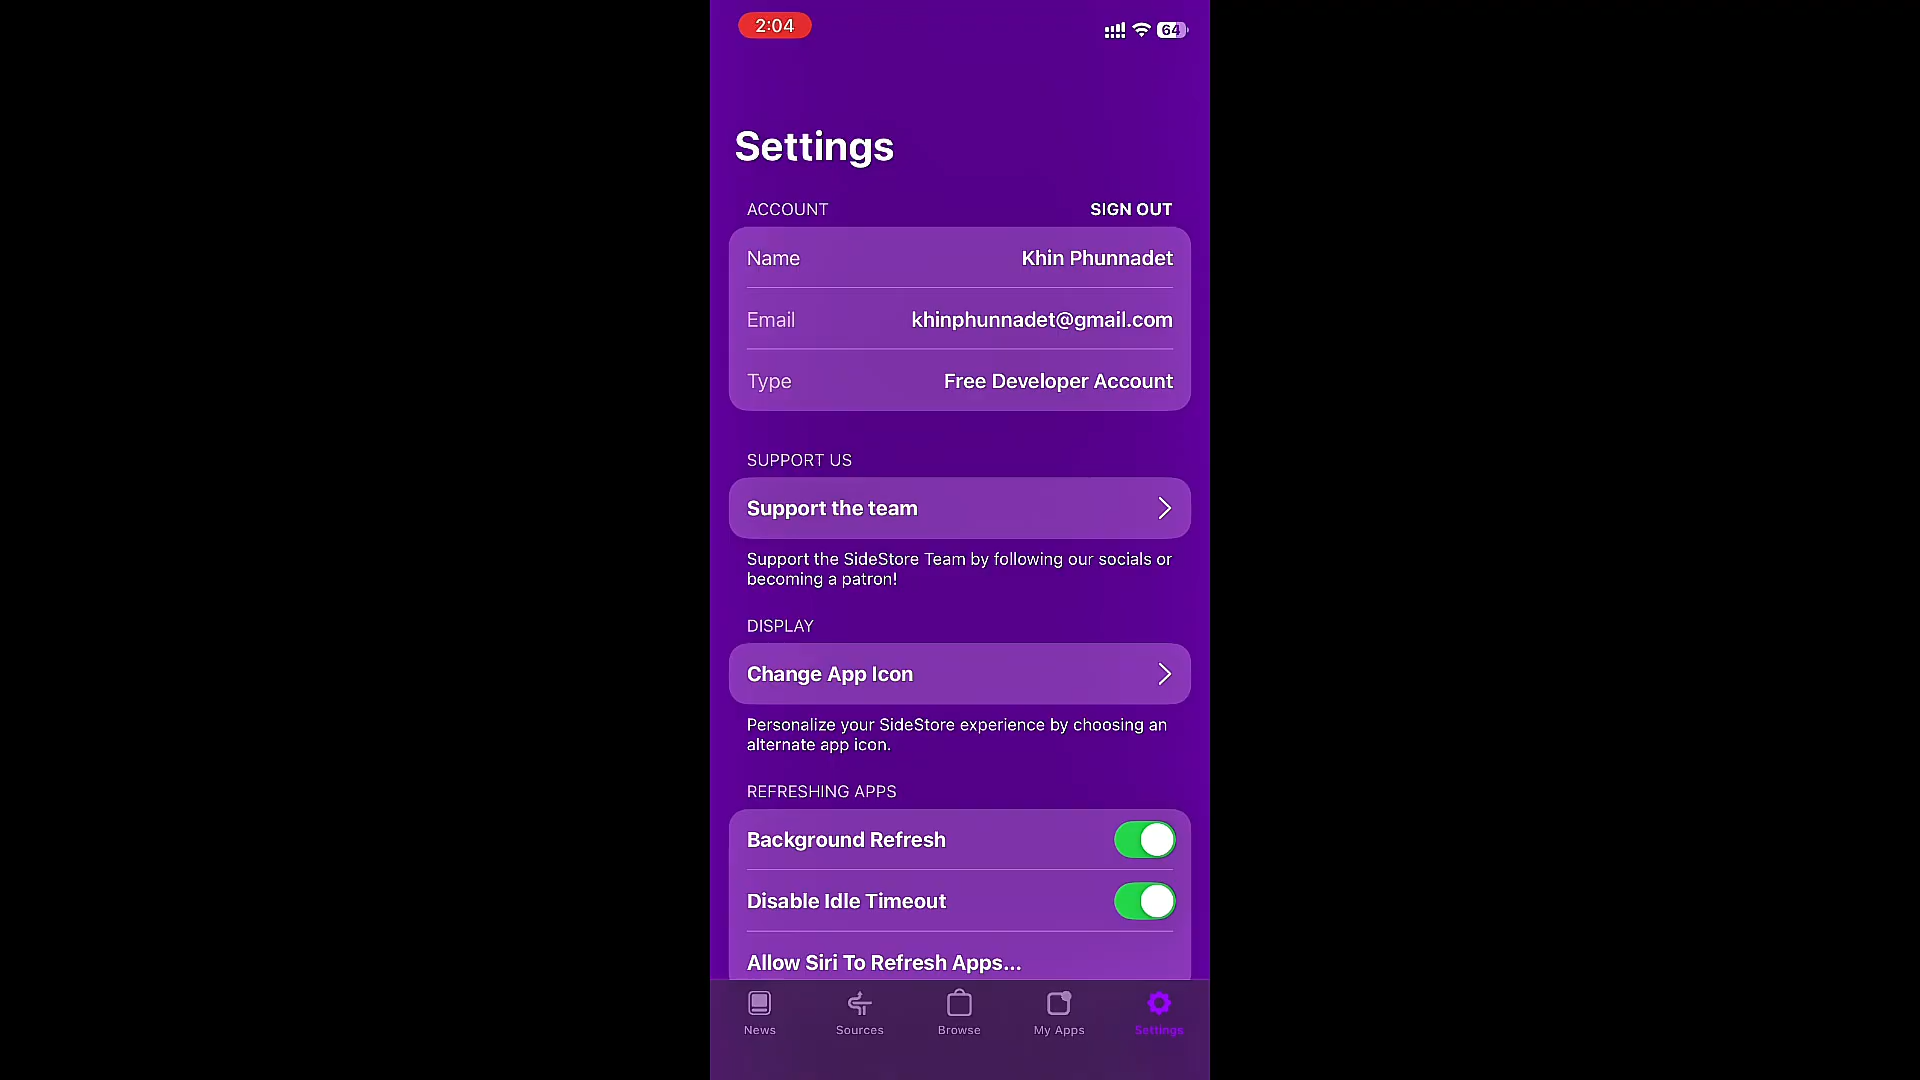 2:04
64
Settings
ACCOUNT SIGN OUT
Name Khin Phunnadet
Email khinphunnadet@gmail.com
Type Free Developer Account
SUPPORT US
Support the team
Support the SideStore Team by following our socials or
becoming a patron!
DISPLAY
Change App Icon
Personalize your SideStore experience by choosing an
alternate app icon.
REFRESHING APPS
Background Refresh
Disable Idle Timeout
Allow Siri To Refresh Apps...
News Sources Browse My Apps Settings